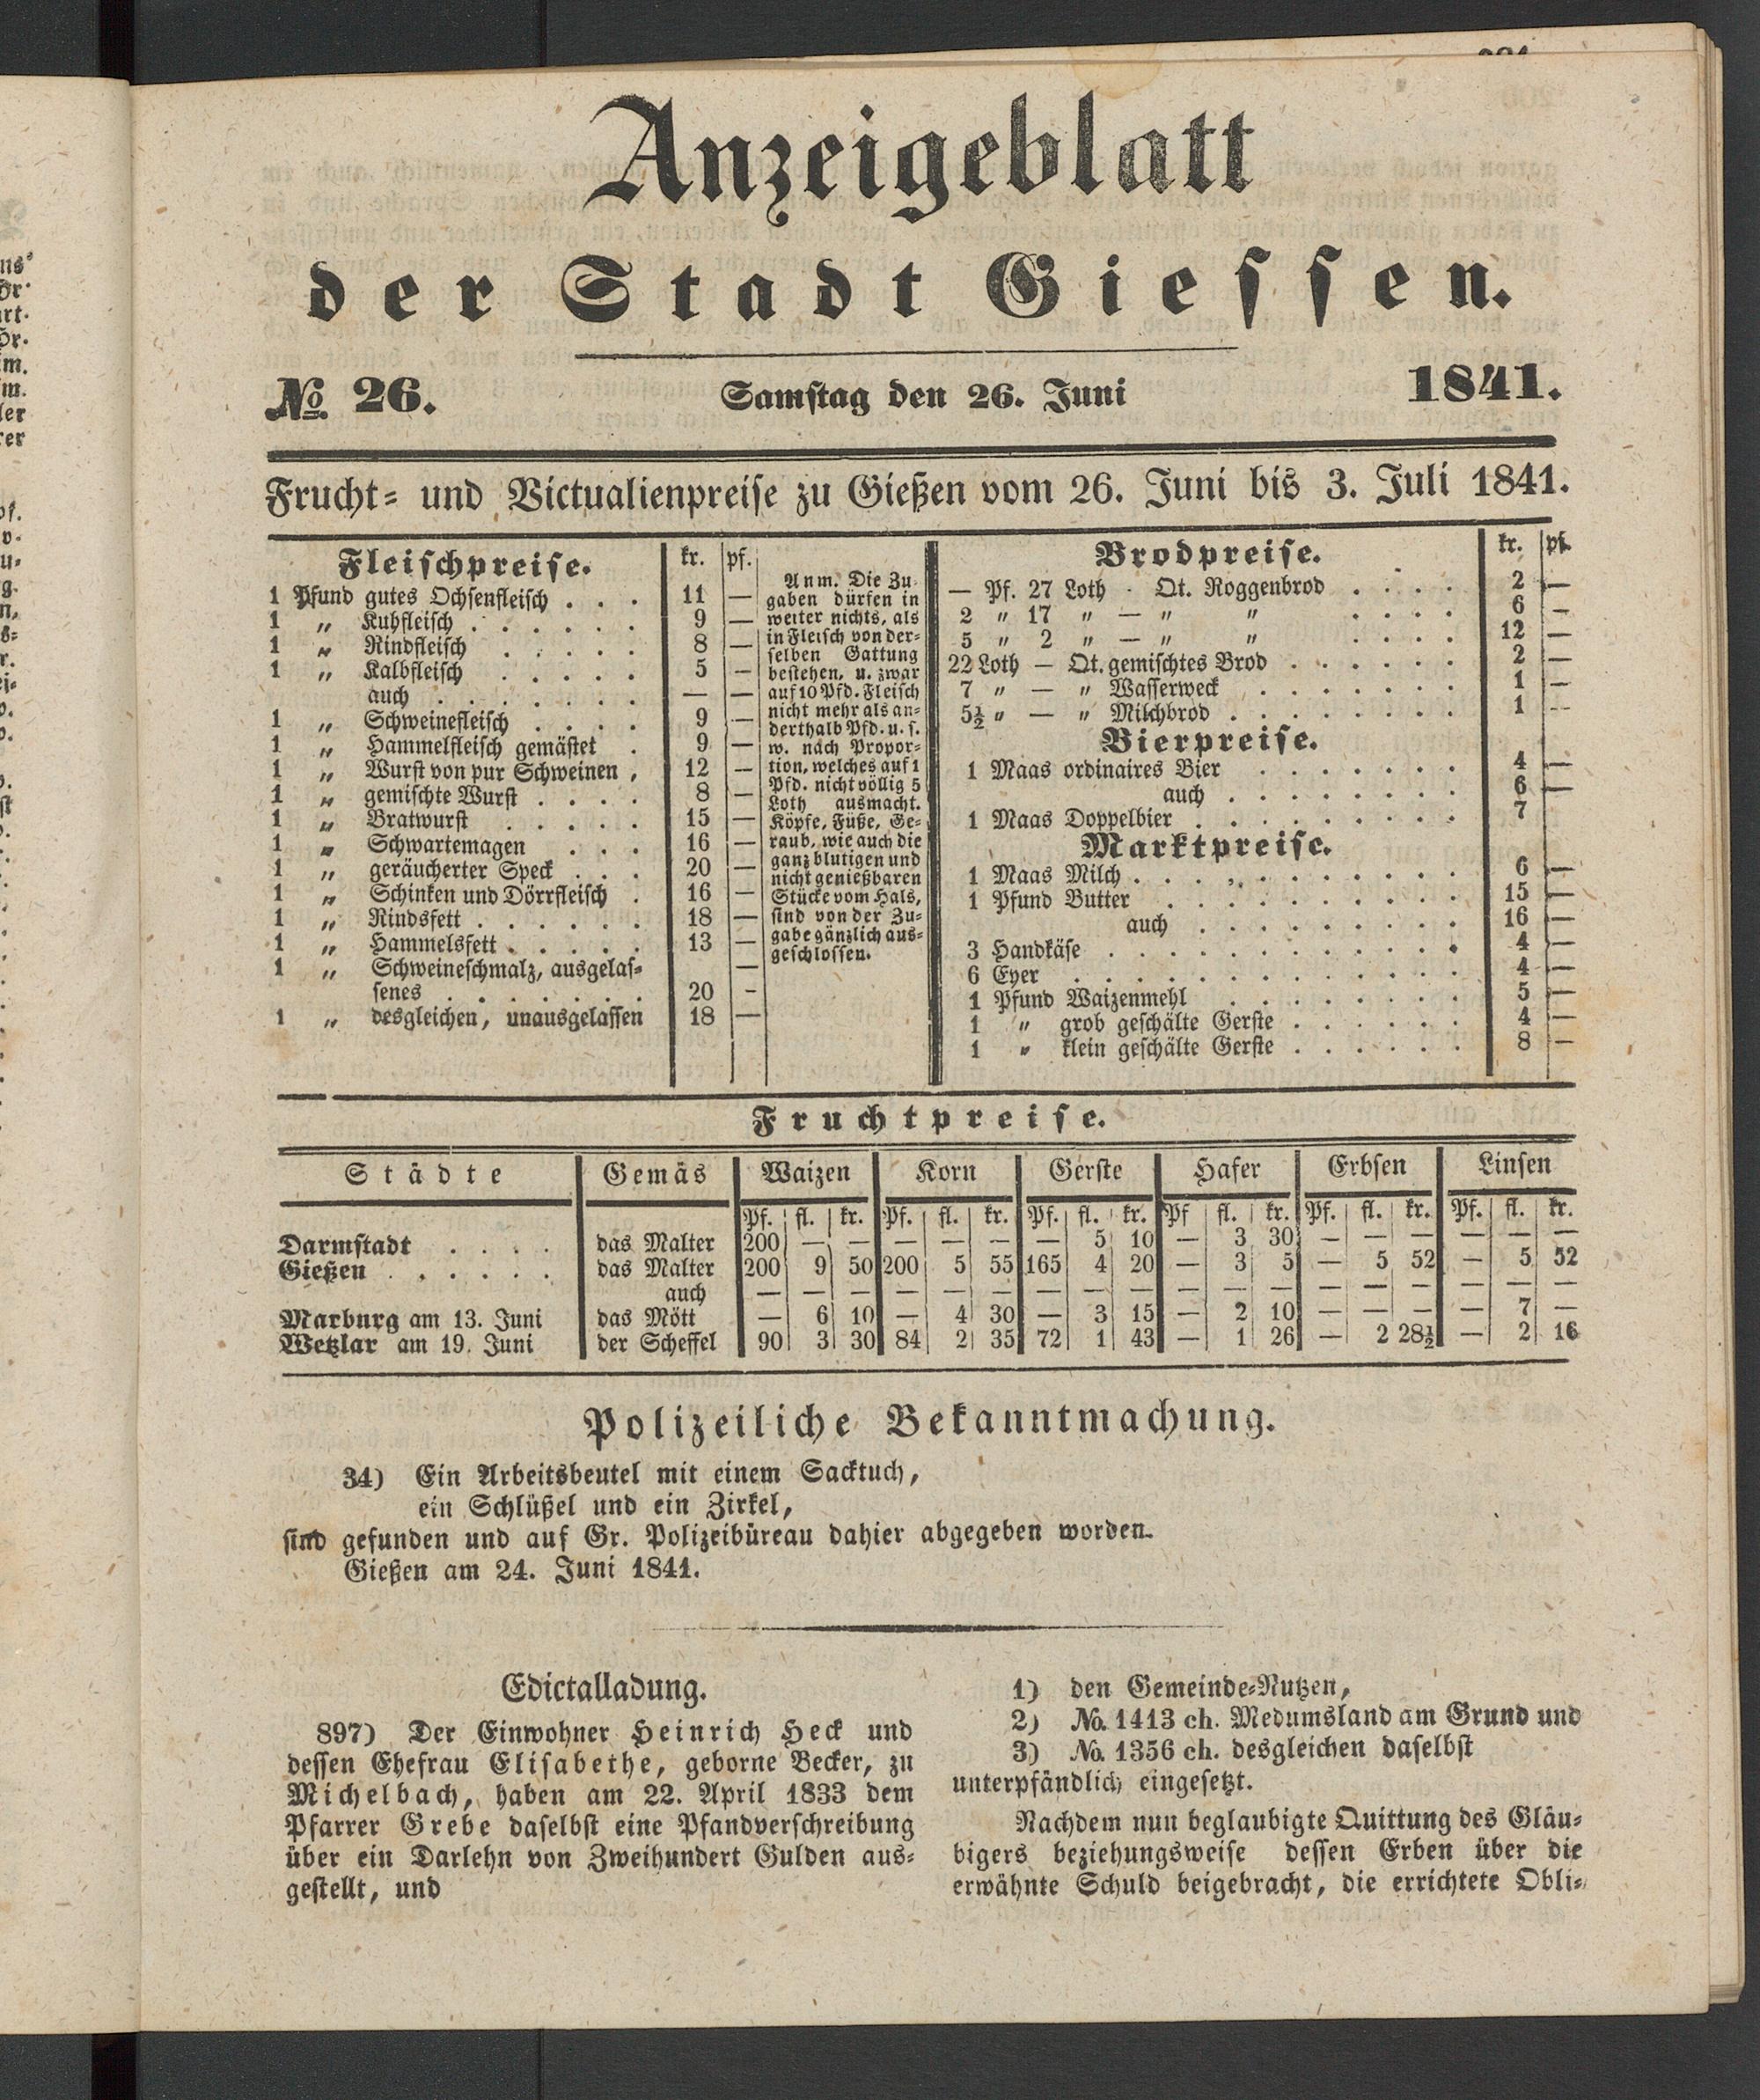 Anzeigeblatt
der Stadt Giessen.
No. 26. Samstag den 26. Juni 1841.
Frucht- und Victualienpreise zu Gießen vom 26. Juni bis 3. Juli 1841.
Fleischpreise. kr. pf.
1 Pfund gutes Ochsenfleisch . . . 11 —
1 „ Kuhfleisch . . . . . . 9 —
1 „ Rindfleisch . . . . . 8 —
1 „ Kalbfleisch . . . . . 5 —
auch . . . . . . . — —
1 „ Schweinefleisch . . . . 9 —
1 „ Hammelfleisch gemästet . 9 —
1 „ Wurst von pur Schweinen , 12 —
1 „ gemischte Wurst . . . . 8 —
1 „ Bratwurst . . . . . 15 —
1 „ Schwartemagen . . . 16 —
1 „ geräucherter Speck . . . 20 —
1 „ Schinken und Dörrfleisch . 16 —
1 „ Rindsfett . . . . . . 18 —
1 „ Hammelsfett . . . . . 13 —
1 „ Schweineschmalz, ausgelas- —
senes . . . . . . . 20 -
1 „ desgleichen, unausgelassen 18 —
Anm. Die Zu-
gaben dürfen in
weiter nichts, als
in Fleisch von der-
selben Gattung
bestehen, u. zwar
auf 10 Pfd. Fleisch
nicht mehr als an-
derthalb Pfd. u. s.
w. nach Propor-
tion, welches auf 1
Pfd. nicht völlig 5
Loth ausmacht.
Köpfe, Füße, Ge-
raub, wie auch die
ganz blutigen und
nicht genießbaren
Stücke vom Hals,
sind von der Zu-
gabe gänzlich aus-
geschlossen.
Brodpreise. kr. pf.
— Pf. 27 Loth - Qt. Roggenbrod . . . . 2 —
2 „ 17 „ — „ „ . . . . 6 —
5 „ 2 „ — „ „ . . . . 12 —
22 Loth — Qt. gemischtes Brod . . . . . . 2 —
7 „ — „ Wasserweck . . . . . . . 1 —
5½ „ — „ Milchbrod . . . . . . . . 1 --
Bierpreise.
1 Maas ordinaires Bier . . . . . . . 4 —
auch . . . . . . . . 6 —
1 Maas Doppelbier . . . . . . . . . 7
Marktpreise.
1 Maas Milch . . . . . . . . . . . 6 —
1 Pfund Butter . . . . . . . . . . 15 —
auch . . . . . . . . . 16 —
3 Handkäse . . . . . . . . . . . . 4 —
6 Eyer . . . . . . . . . . . . . 4 —
1 Pfund Waizenmehl . . . . . . . . 5 —
1 „ grob geschälte Gerste . . . . . . 4 —
1 „ klein geschälte Gerste . . . . . . 8 —
Fruchtpreise.
Städte Gemäs Waizen Korn Gerste Hafer Erbsen Linsen
Pf. fl. kr. Pf. fl. kr. Pf. fl. kr. Pf fl. kr. Pf. fl. kr. Pf. fl. kr.
Darmstadt . . . . das Malter 200 — — — — — — 5 10 — 3 30 — — — — — —
Gießen . . . . . . das Malter 200 9 50 200 5 55 165 4 20 — 3 5 — 5 52 — 5 52
auch — — — — — — — — — — — — — — — — — —
Marburg am 13. Juni das Mött — 6 10 — 4 30 — 3 15 — 2 10 — — — — 7 —
Wetzlar am 19. Juni der Scheffel 90 3 30 84 2 35 72 1 43 — 1 26 — 2 28½ — 2 16
Polizeiliche Bekanntmachung.
34) Ein Arbeitsbeutel mit einem Sacktuch,
ein Schlüßel und ein Zirkel,
sind gefunden und auf Gr. Polizeibüreau dahier abgegeben worden.
Gießen am 24. Juni 1841.
Edictalladung.
897) Der Einwohner Heinrich Heck und
dessen Ehefrau Elisabethe, geborne Becker, zu
Michelbach, haben am 22. April 1833 dem
Pfarrer Grebe daselbst eine Pfandverschreibung
über ein Darlehn von Zweihundert Gulden aus-
gestellt, und
1) den Gemeinde-Nutzen,
2) No. 1413 ch. Medumsland am Grund und
3) No. 1356 ch. desgleichen daselbst
unterpfändlich eingesetzt.
Nachdem nun beglaubigte Quittung des Gläu-
bigers beziehungsweise dessen Erben über die
erwähnte Schuld beigebracht, die errichtete Obli-